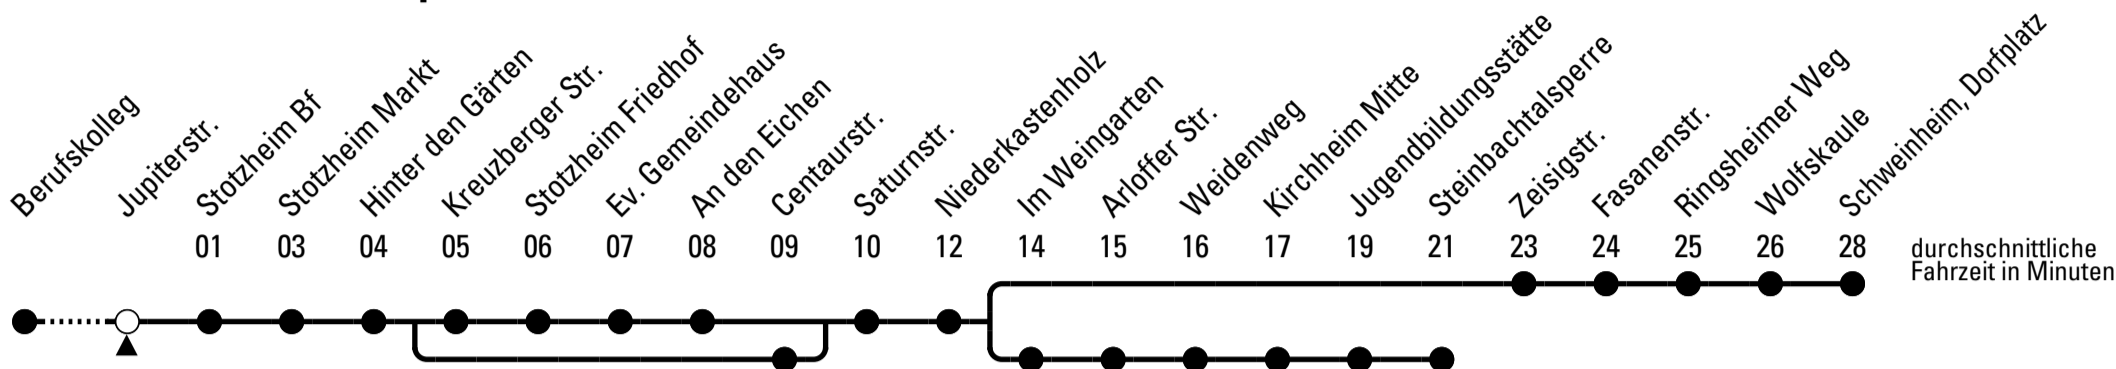 Berufskolleg
Jupiterstr.
Stotzheim Bf
Stotzheim Markt
Hinter den Gärten
Kreuzberger Str.
Stotzheim Friedhof
Ev. Gemeindehaus
An den Eichen
Centaurstr.
Saturnstr.
Niederkastenholz
Im Weingarten
Arloffer Str.
Weidenweg
Kirchheim Mitte
Jugendbildungsstätte
Steinbachtalsperre
Zeisigstr.
Fasanenstr.
Ringsheimer Weg
Wolfskaule
Schweinheim, Dorfplatz
01 03 04 05 06 07 08 09 10 12 14 15 16 17 19 21 23 24 25 26 28
durchschnittliche
Fahrzeit in Minuten